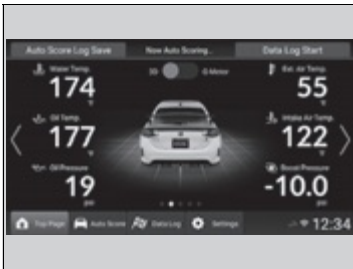 Auto Score Log Save
Now Auto Scoring...
Data Log Start
Water Temp.
174
°F
3D
G-Meter
Ext. Air Temp.
55
°F
Oil Temp.
177
°F
Intake Air Temp.
122
°F
Oil Pressure
19
psi
Boost Pressure
-10.0
psi
Top Page
Auto Score
Data Log
Settings
12:34